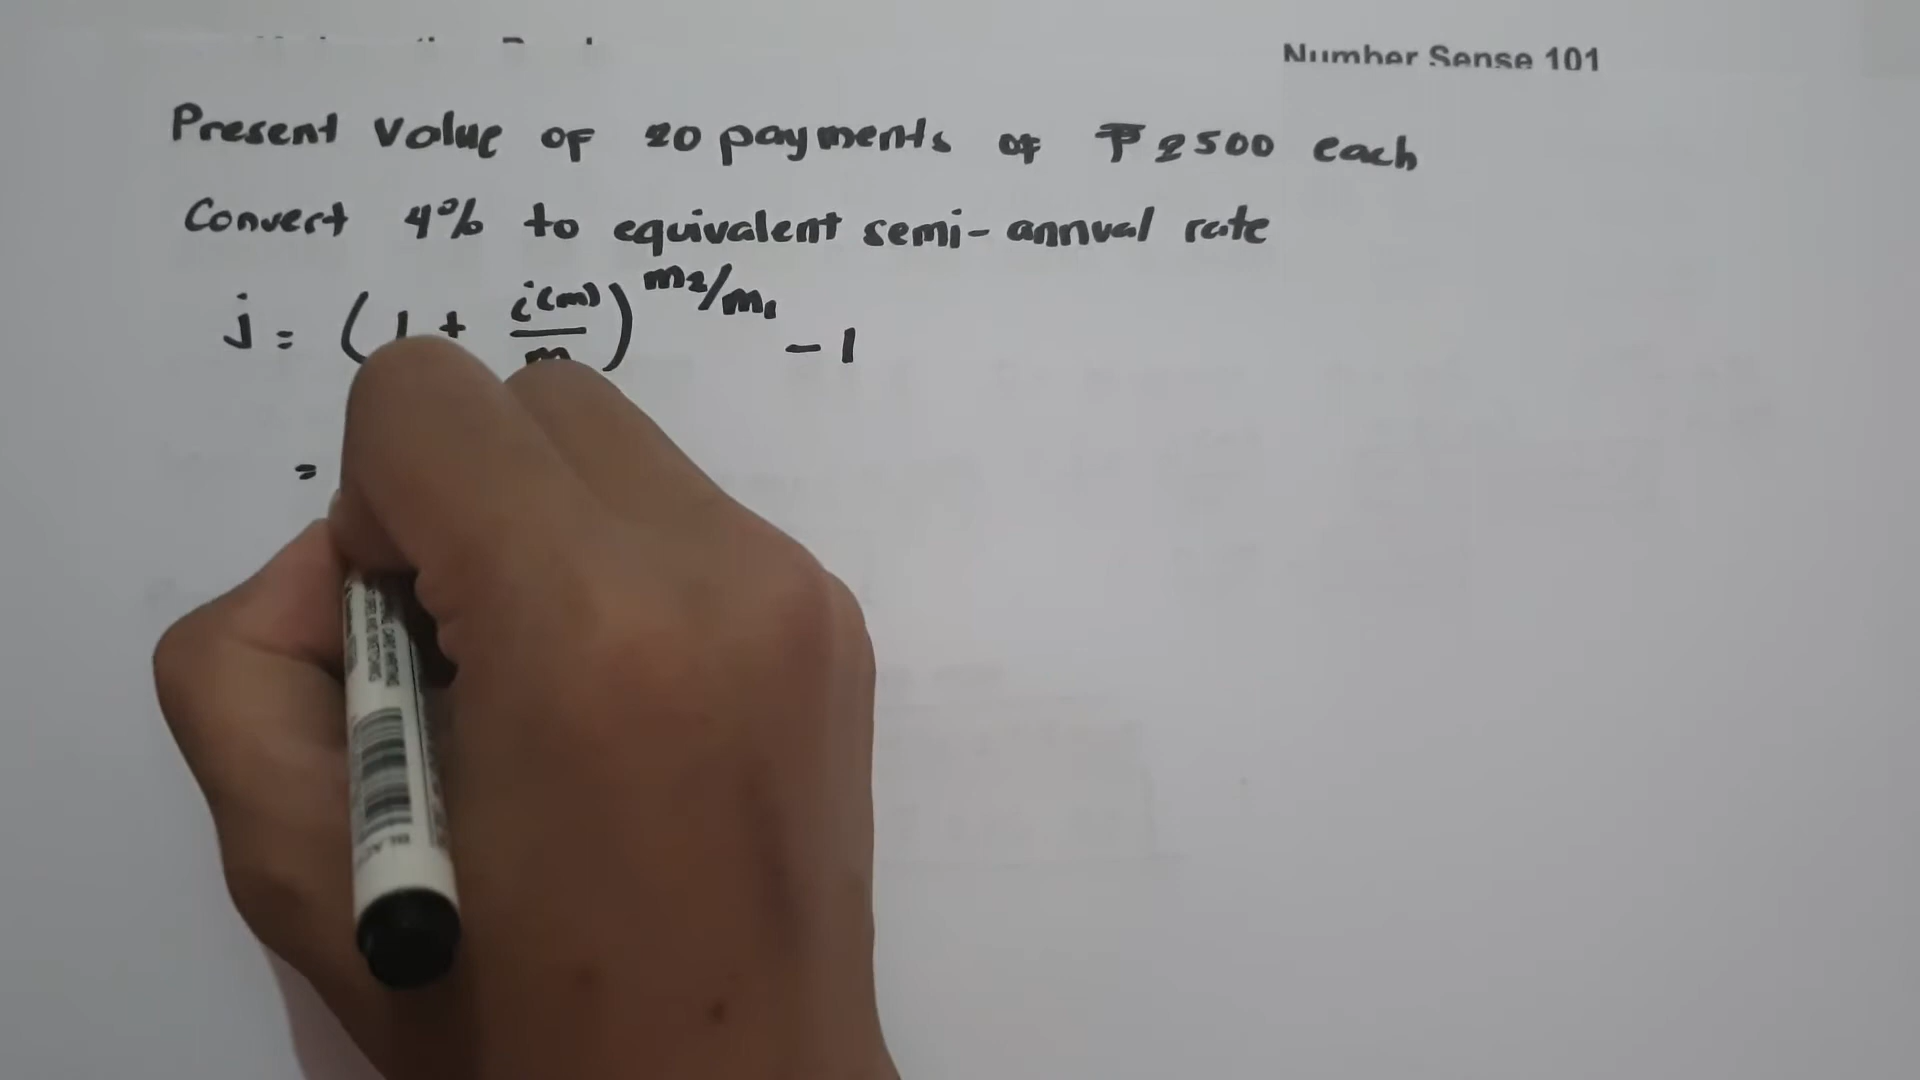 Number Sense 101
Present Value of 20 payments of ₱2500 each
Convert 4% to equivalent semi-annual rate
j = (1 + i(m)/m)^m2/m1 - 1
=